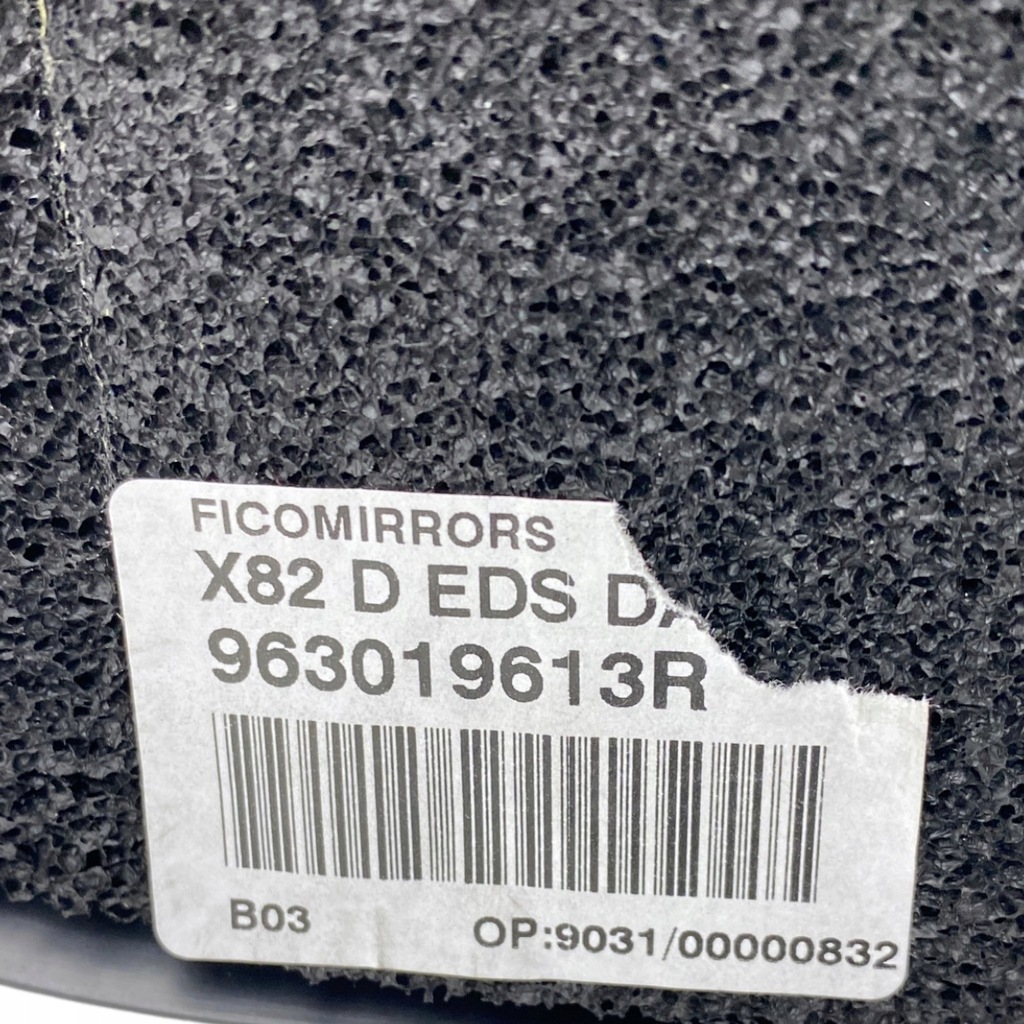 FICOMIRRORS
X82 D EDS
963019613R
B03
OP:9031/00000832